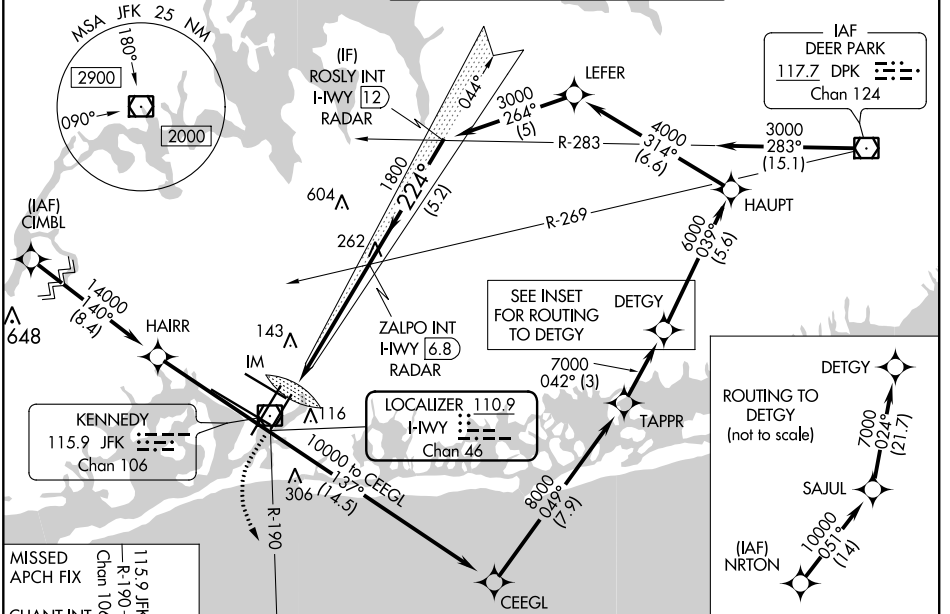 MSA JFK 25 NM
180°
2900
090°
2000
(IF)
ROSLY INT
I-IWY 12
RADAR
044°
LEFER
3000
264°
(5)
IAF
DEER PARK
117.7 DPK
Chan 124
R-283
3000
283°
(15.1)
4000
314°
(6.6)
HAUPT
1800
224°
(5.2)
604
R-269
262
(IAF)
CIMBL
14000
140°
(8.4)
648
HAIRR
143
IM
ZALPO INT
I-IWY 6.8
RADAR
SEE INSET
FOR ROUTING
TO DETGY
DETGY
6000
039°
(5.6)
7000
042° (3)
TAPPR
KENNEDY
115.9 JFK
Chan 106
116
LOCALIZER 110.9
I-IWY
Chan 46
10000 to CEEGL
137°
(14.5)
306
R-190
8000
049°
(7.9)
CEEGL
ROUTING TO
DETGY
(not to scale)
DETGY
7000
024°
(21.7)
SAJUL
10000
051°
(14)
(IAF)
NRTON
MISSED
APCH FIX
115.9 JFK
R-190
Chan 106
CHANT INT